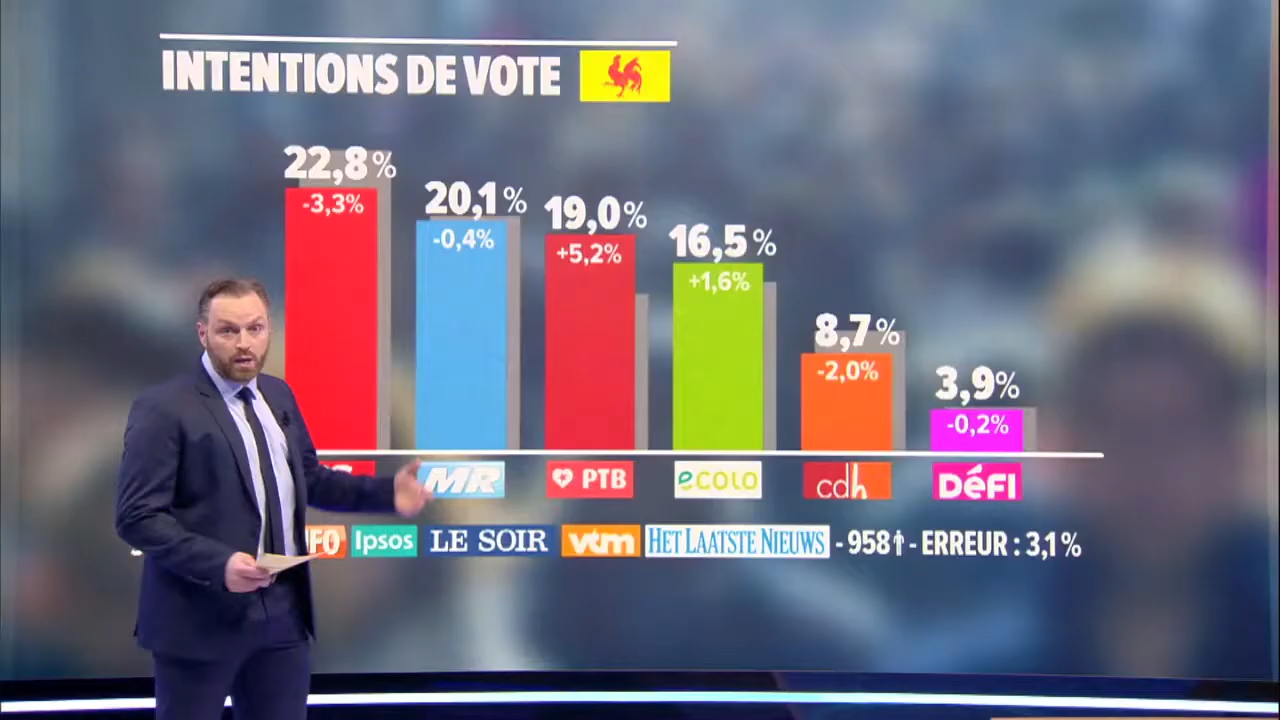 INTENTIONS DE VOTE
22,8% 20,1% 19,0% 16,5% 8,7% 3,9%
-3,3% -0,4% +5,2% +1,6% -2,0% -0,2%
MR PTB ecolo cdh DéFI
Ipsos LE SOIR vtm HET LAATSTE NIEUWS - 958 - ERREUR : 3,1%